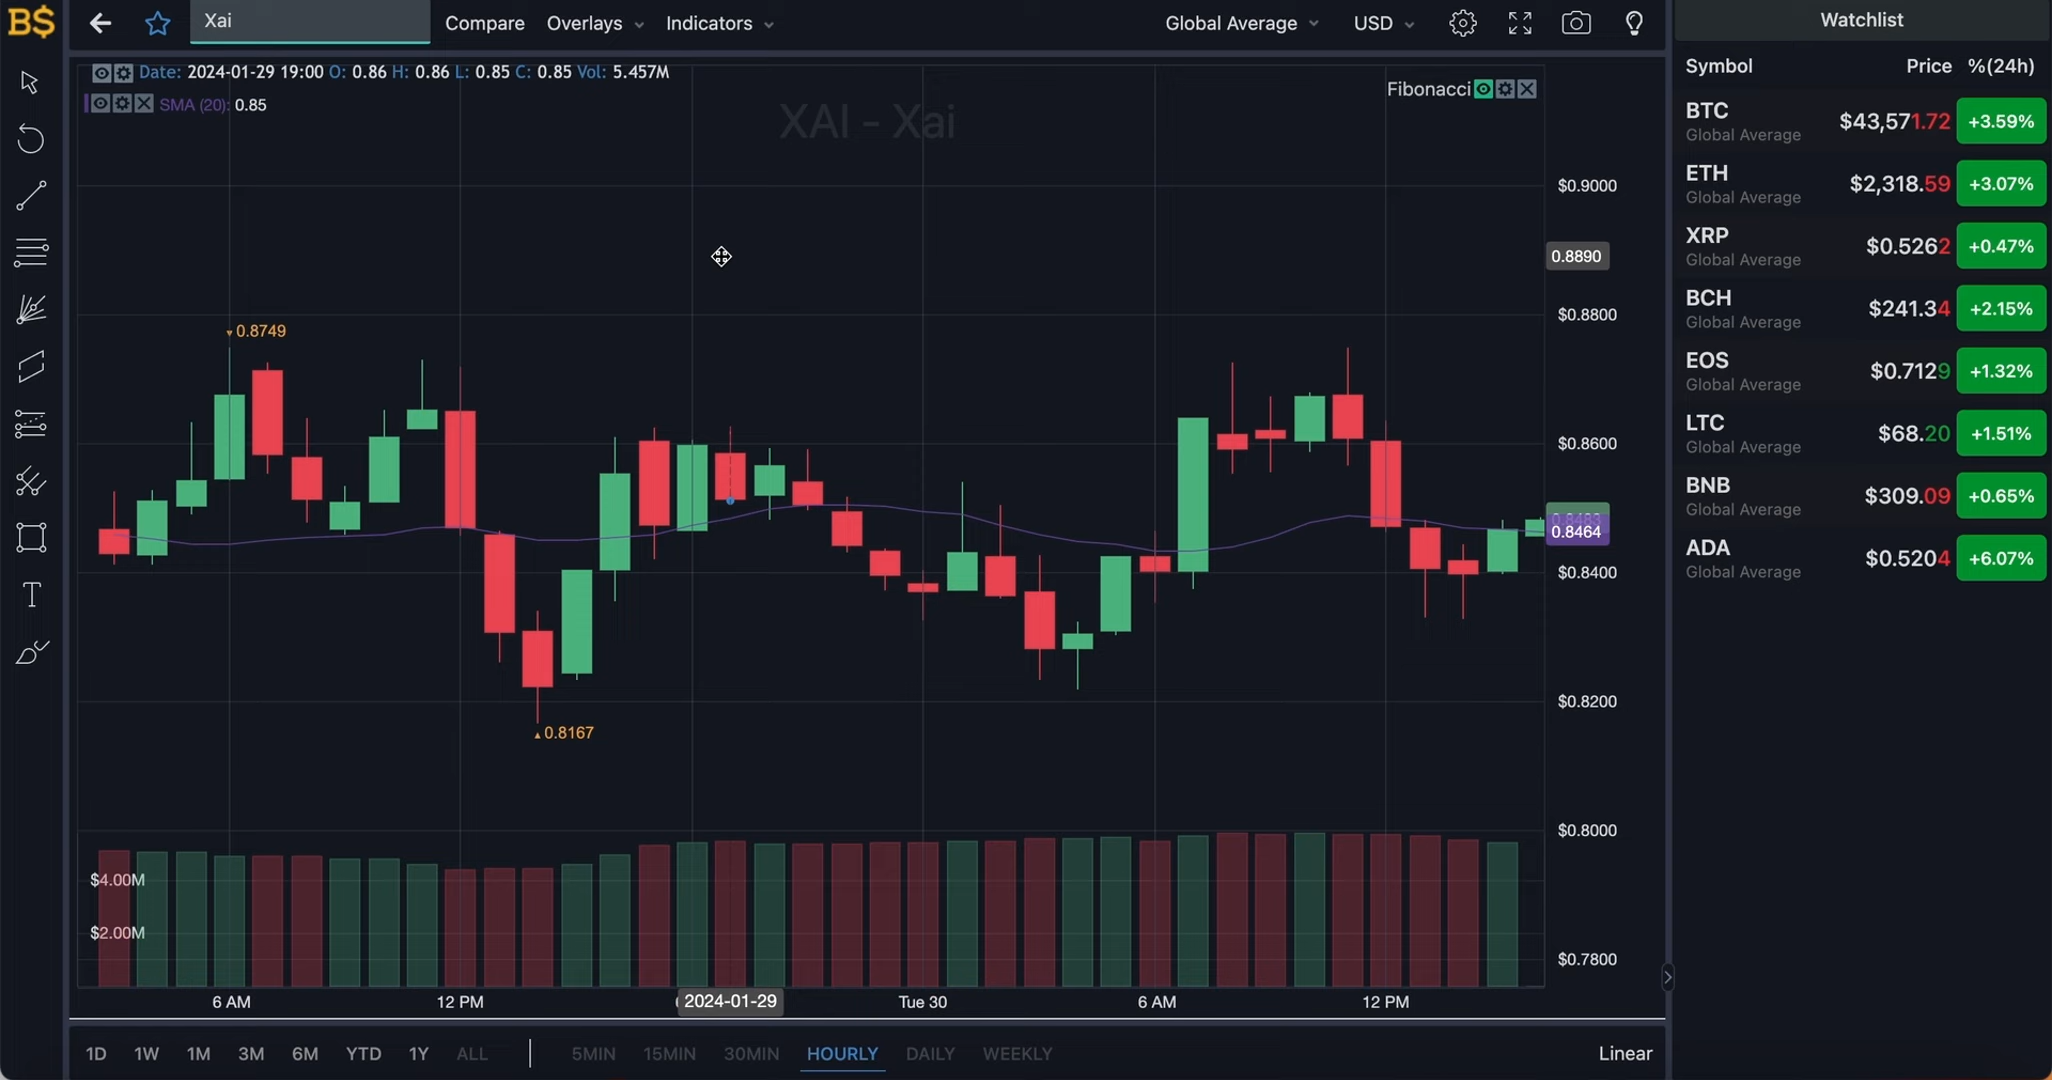 B$
Xai
Compare
Overlays
Indicators
Global Average
USD
Watchlist
Date: 2024-01-29 19:00 O: 0.86 H: 0.86 L: 0.85 C: 0.85 Vol: 5.457M
SMA (20): 0.85
XAI - Xai
Fibonacci
$0.9000
0.8890
$0.8800
0.8749
$0.8600
0.8464
$0.8400
$0.8200
0.8167
$0.8000
$4.00M
$2.00M
$0.7800
6 AM
12 PM
2024-01-29
Tue 30
6 AM
12 PM
1D
1W
1M
3M
6M
YTD
1Y
ALL
5MIN
15MIN
30MIN
HOURLY
DAILY
WEEKLY
Linear
Symbol Price %(24h)
BTC $43,571.72 +3.59%
Global Average
ETH $2,318.59 +3.07%
Global Average
XRP $0.5262 +0.47%
Global Average
BCH $241.34 +2.15%
Global Average
EOS $0.7129 +1.32%
Global Average
LTC $68.20 +1.51%
Global Average
BNB $309.09 +0.65%
Global Average
ADA $0.5204 +6.07%
Global Average